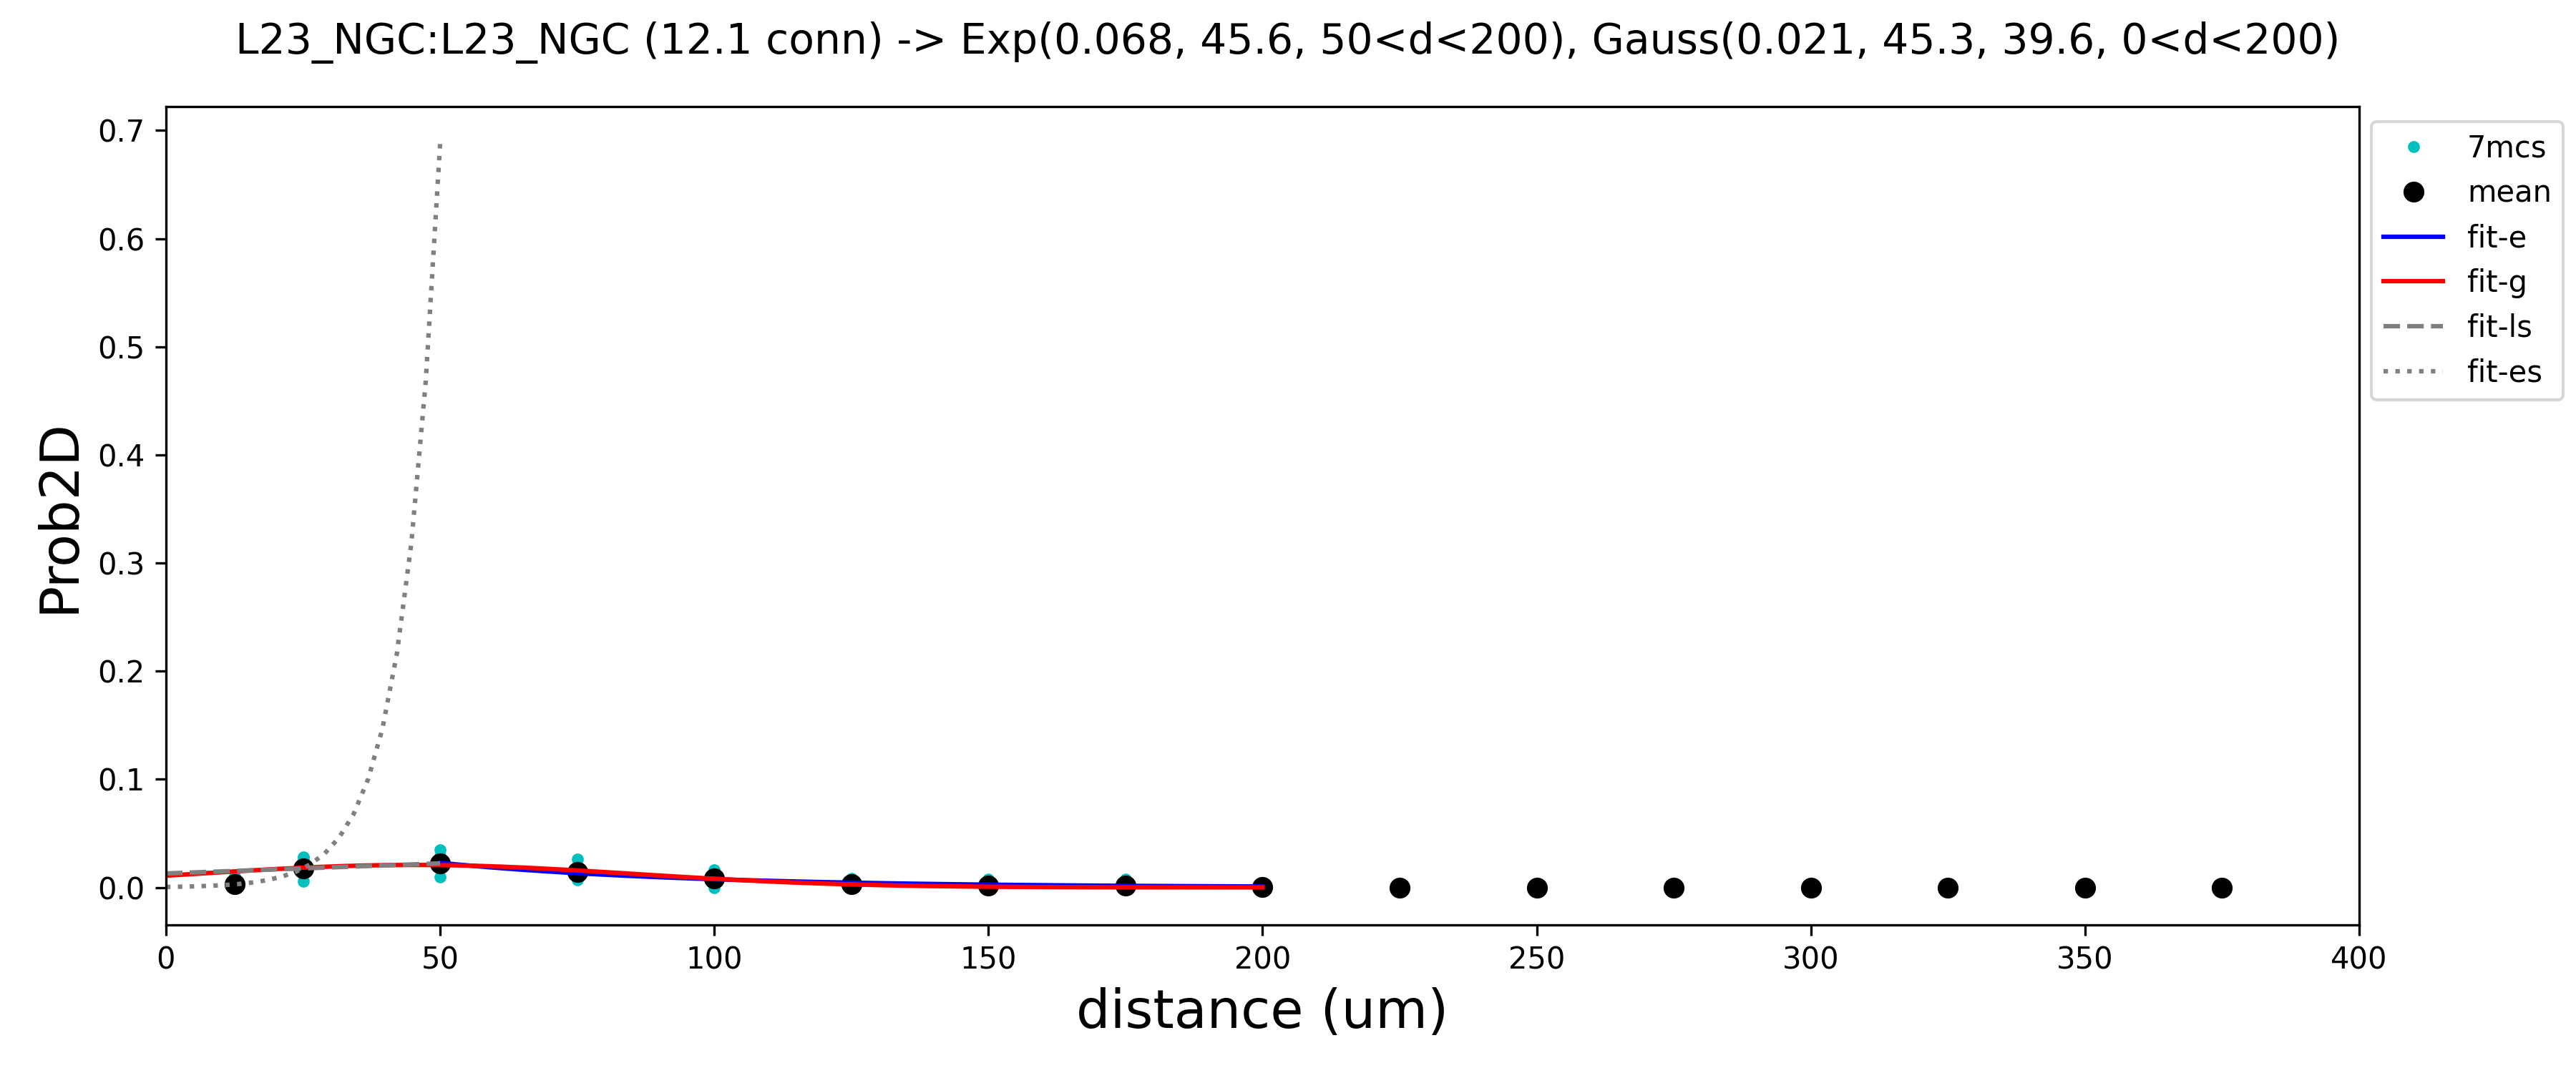 L23_NGC:L23_NGC (12.1 conn) -> Exp(0.068, 45.6, 50<d<200), Gauss(0.021, 45.3, 39.6, 0<d<200)
0.7
0.6
0.5
0.4
0.3
0.2
0.1
0.0
Prob2D
0 50 100 150 200 250 300 350 400
distance (um)
7mcs
mean
fit-e
fit-g
fit-ls
fit-es